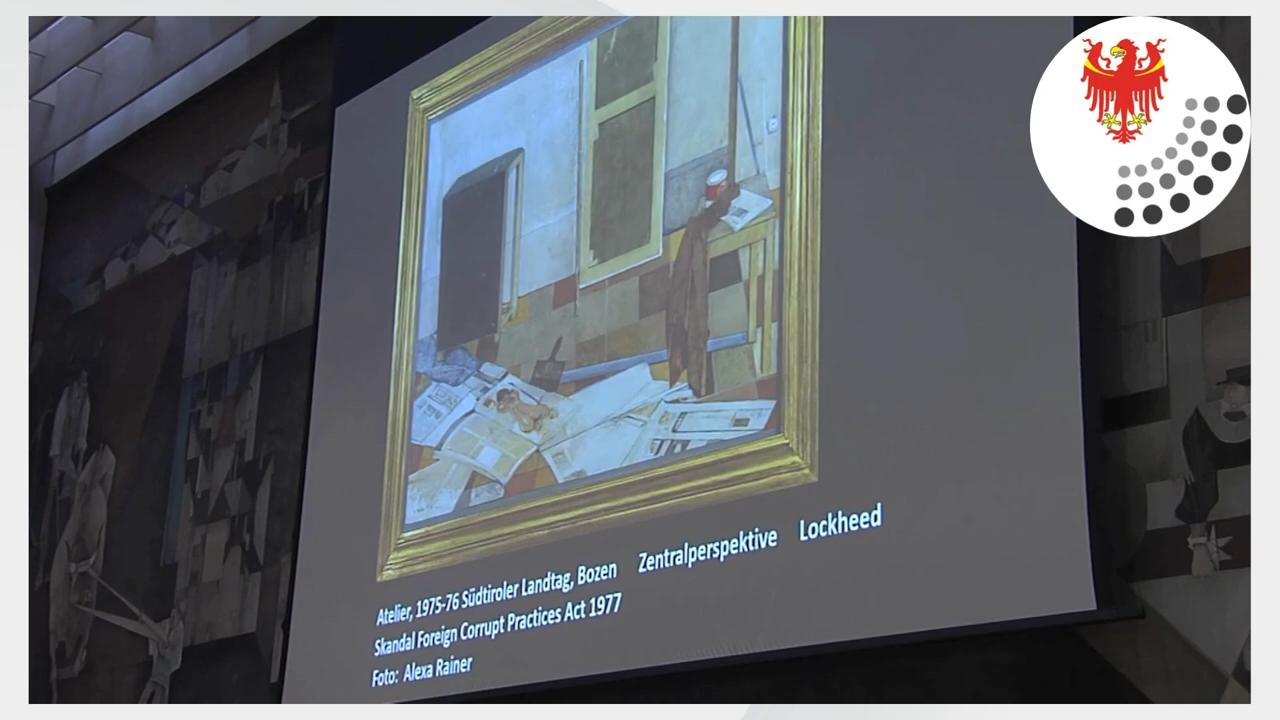 Atelier, 1975-76 Südtiroler Landtag, Bozen Zentralperspektive Lockheed
Skandal Foreign Corrupt Practices Act 1977
Foto: Alexa Rainer